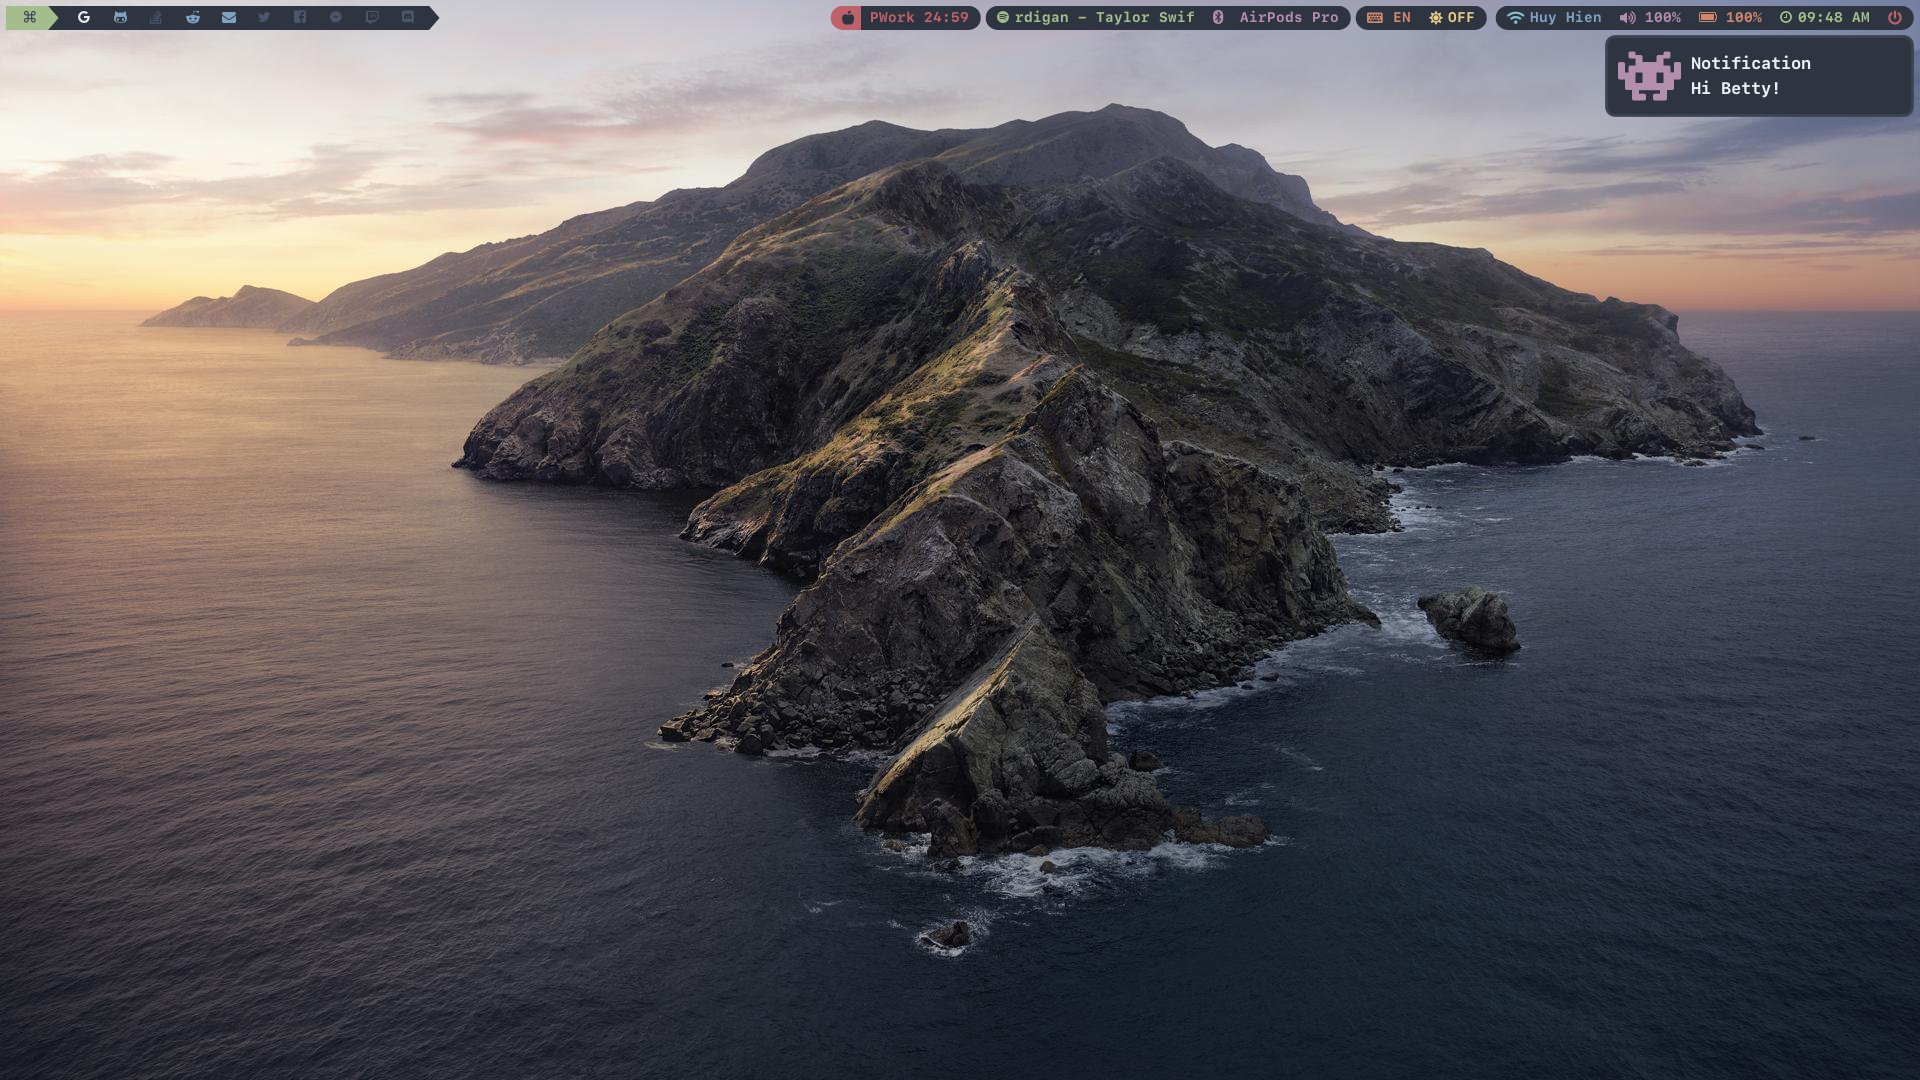 PWork 24:59
rdigan – Taylor Swif
AirPods Pro
EN
OFF
Huy Hien
100%
100%
09:48 AM
Notification
Hi Betty!